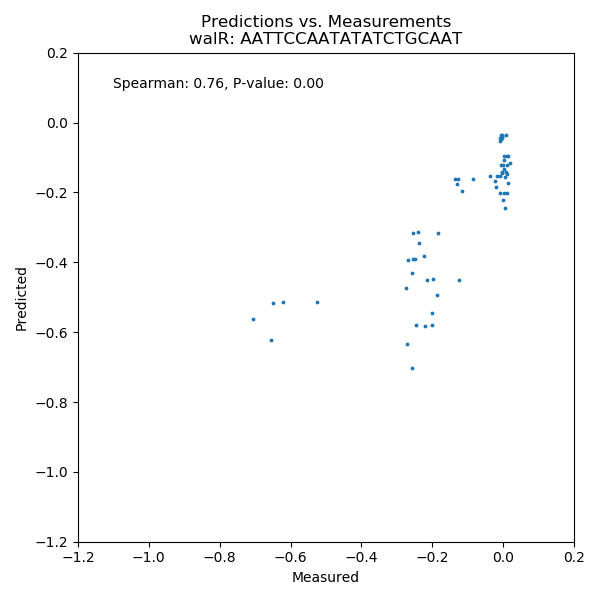 Predictions vs. Measurements
walR: AATTCCAATATATCTGCAAT
Spearman: 0.76, P-value: 0.00
0.2
0.0
−0.2
−0.4
−0.6
−0.8
−1.0
−1.2
Predicted
−1.2 −1.0 −0.8 −0.6 −0.4 −0.2 0.0 0.2
Measured